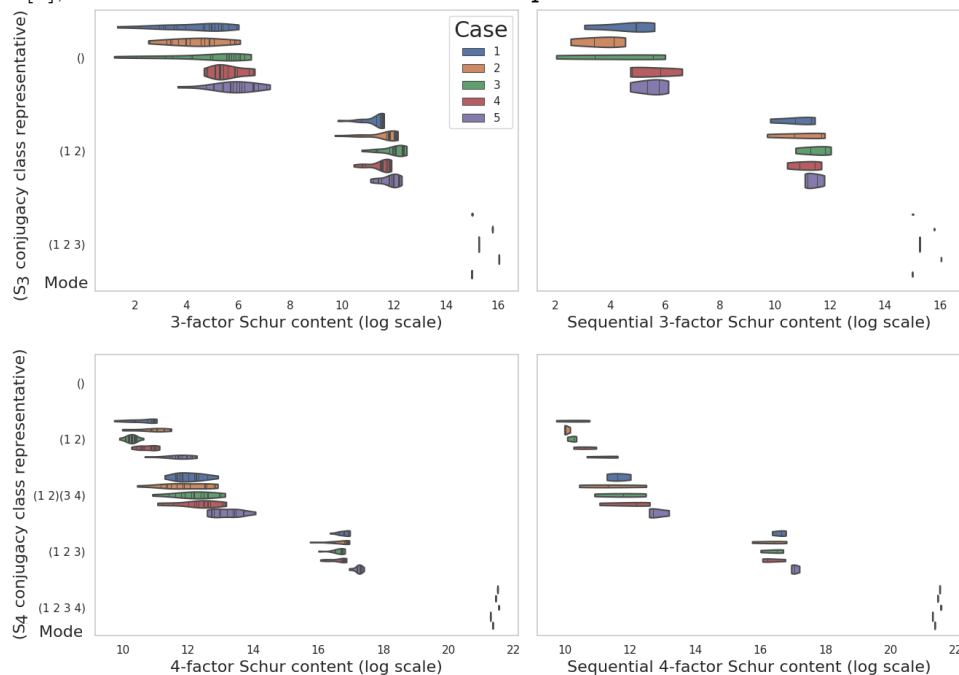 Case
1
2
3
4
5
(S3 conjugacy class representative)
()
(1 2)
(1 2 3)
Mode
2 4 6 8 10 12 14 16
3-factor Schur content (log scale)
2 4 6 8 10 12 14 16
Sequential 3-factor Schur content (log scale)
(S4 conjugacy class representative)
()
(1 2)
(1 2)(3 4)
(1 2 3)
(1 2 3 4)
Mode
10 12 14 16 18 20 22
4-factor Schur content (log scale)
10 12 14 16 18 20 22
Sequential 4-factor Schur content (log scale)